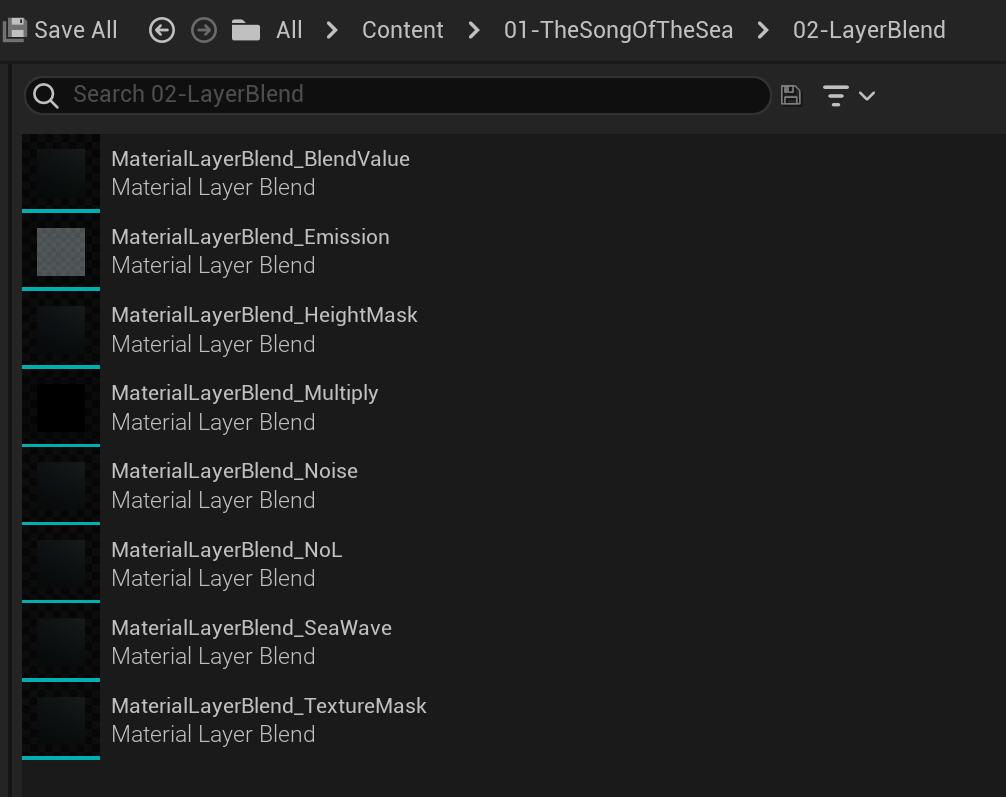 Save All All Content 01-TheSongOfTheSea 02-LayerBlend
Search 02-LayerBlend
MaterialLayerBlend_BlendValue
Material Layer Blend
MaterialLayerBlend_Emission
Material Layer Blend
MaterialLayerBlend_HeightMask
Material Layer Blend
MaterialLayerBlend_Multiply
Material Layer Blend
MaterialLayerBlend_Noise
Material Layer Blend
MaterialLayerBlend_NoL
Material Layer Blend
MaterialLayerBlend_SeaWave
Material Layer Blend
MaterialLayerBlend_TextureMask
Material Layer Blend